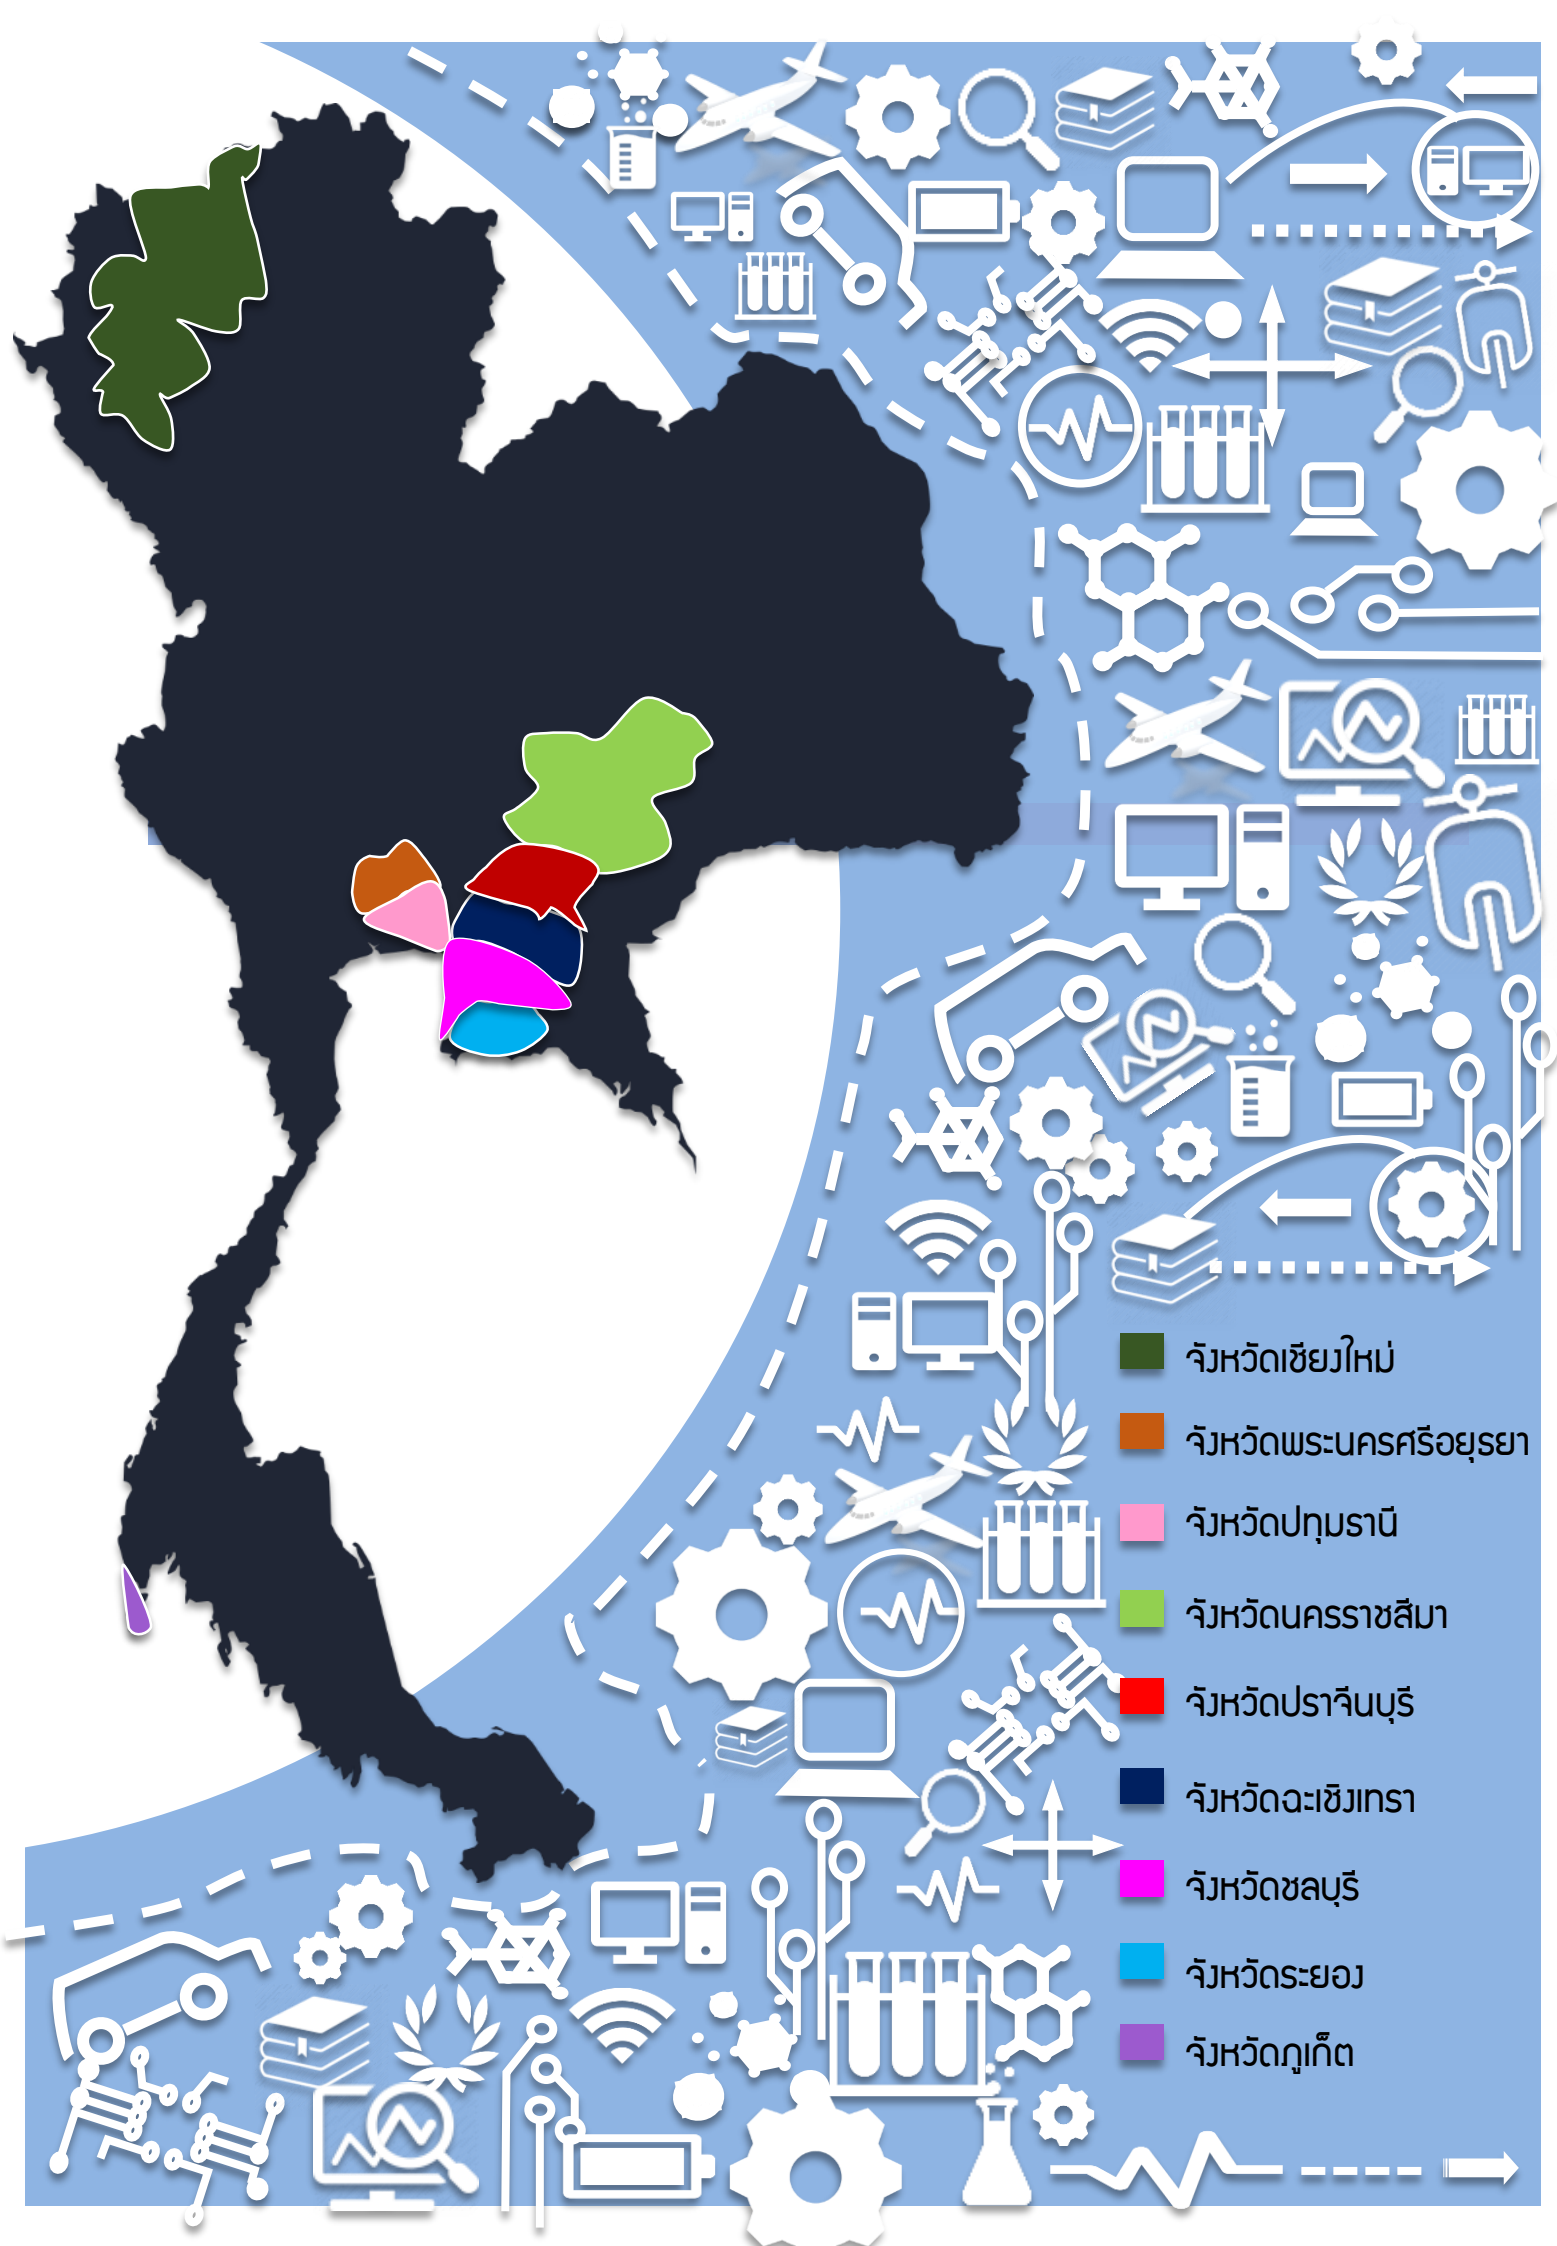 จังหวัดเชียงใหม่
จังหวัดพระนครศรีอยุธยา
จังหวัดปทุมธานี
จังหวัดนครราชสีมา
จังหวัดปราจีนบุรี
จังหวัดฉะเชิงเทรา
จังหวัดชลบุรี
จังหวัดระยอง
จังหวัดภูเก็ต